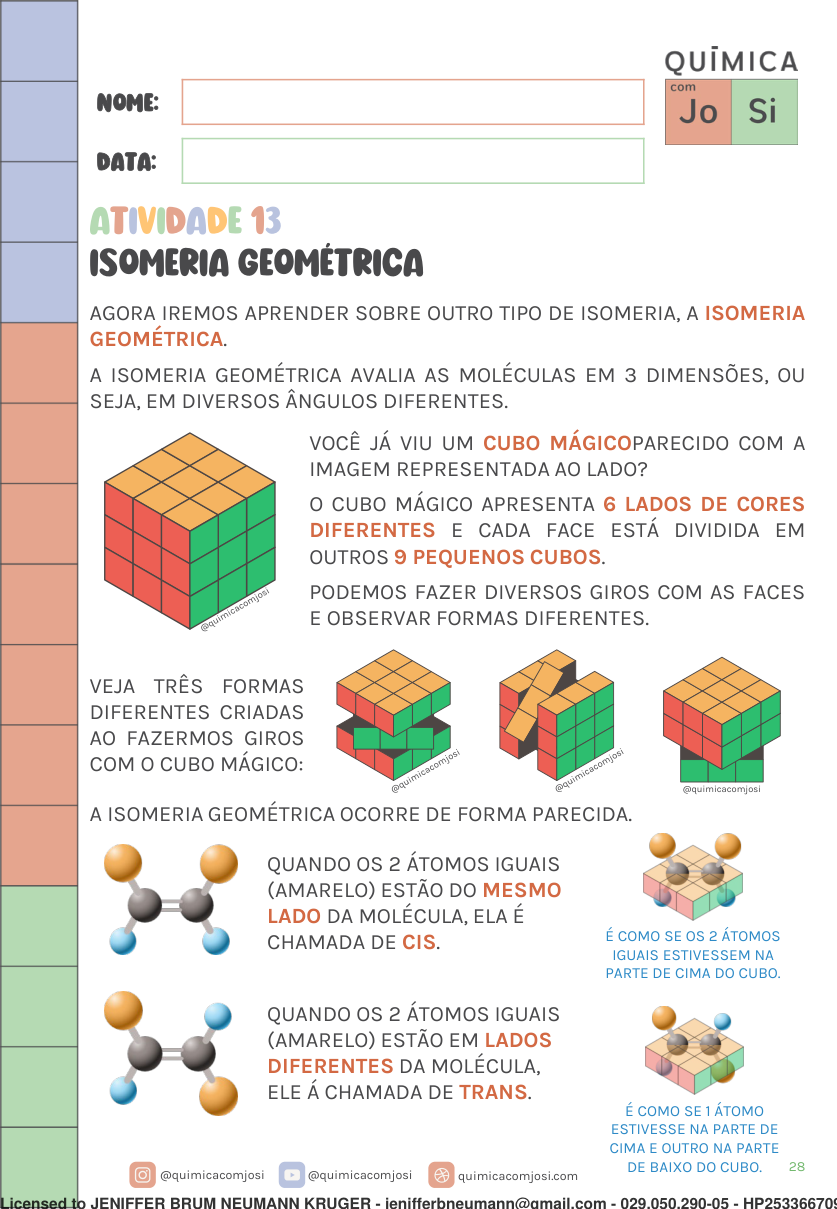 QUÍMICA
com
Jo Si
NOME:
DATA:
ATIVIDADE 13
ISOMERIA GEOMÉTRICA
AGORA IREMOS APRENDER SOBRE OUTRO TIPO DE ISOMERIA, A ISOMERIA
GEOMÉTRICA.
A ISOMERIA GEOMÉTRICA AVALIA AS MOLÉCULAS EM 3 DIMENSÕES, OU
SEJA, EM DIVERSOS ÂNGULOS DIFERENTES.
VOCÊ JÁ VIU UM CUBO MÁGICOPARECIDO COM A
IMAGEM REPRESENTADA AO LADO?
O CUBO MÁGICO APRESENTA 6 LADOS DE CORES
DIFERENTES E CADA FACE ESTÁ DIVIDIDA EM
OUTROS 9 PEQUENOS CUBOS.
PODEMOS FAZER DIVERSOS GIROS COM AS FACES
E OBSERVAR FORMAS DIFERENTES.
@quimicacomjosi
VEJA TRÊS FORMAS
DIFERENTES CRIADAS
AO FAZERMOS GIROS
COM O CUBO MÁGICO:
@quimicacomjosi
@quimicacomjosi
@quimicacomjosi
A ISOMERIA GEOMÉTRICA OCORRE DE FORMA PARECIDA.
QUANDO OS 2 ÁTOMOS IGUAIS
(AMARELO) ESTÃO DO MESMO
LADO DA MOLÉCULA, ELA É
CHAMADA DE CIS.
É COMO SE OS 2 ÁTOMOS
IGUAIS ESTIVESSEM NA
PARTE DE CIMA DO CUBO.
QUANDO OS 2 ÁTOMOS IGUAIS
(AMARELO) ESTÃO EM LADOS
DIFERENTES DA MOLÉCULA,
ELE Á CHAMADA DE TRANS.
É COMO SE 1 ÁTOMO
ESTIVESSE NA PARTE DE
CIMA E OUTRO NA PARTE
DE BAIXO DO CUBO.
28
@quimicacomjosi @quimicacomjosi quimicacomjosi.com
Licensed to JENIFFER BRUM NEUMANN KRUGER - jenifferbneumann@gmail.com - 029.050.290-05 - HP253366709